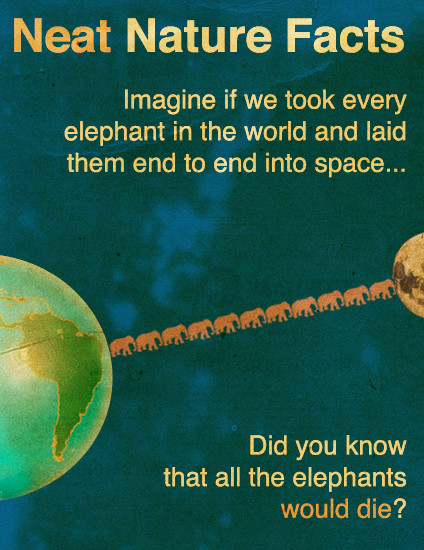 Neat Nature Facts
Imagine if we took every
elephant in the world and laid
them end to end into space...
Did you know
that all the elephants
would die?